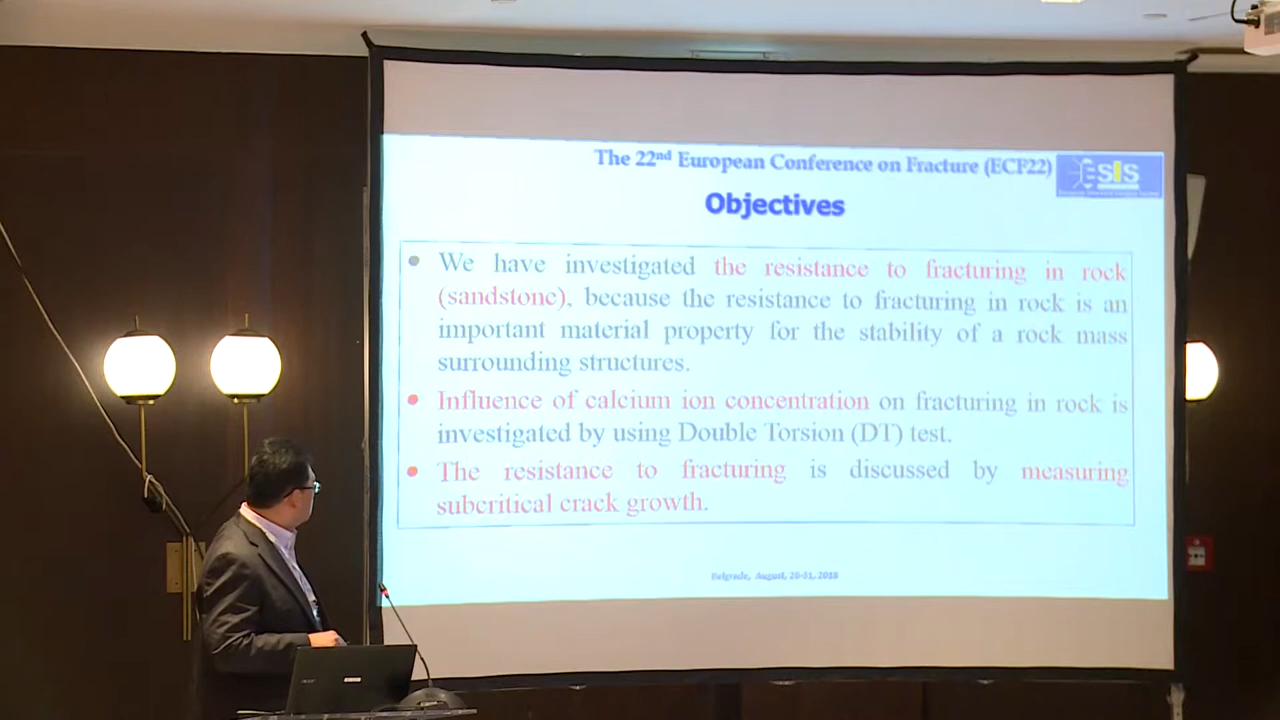 The 22nd European Conference on Fracture (ECF22)
ESIS
Objectives
• We have investigated the resistance to fracturing in rock
(sandstone), because the resistance to fracturing in rock is an
important material property for the stability of a rock mass
surrounding structures.
• Influence of calcium ion concentration on fracturing in rock is
investigated by using Double Torsion (DT) test.
• The resistance to fracturing is discussed by measuring
subcritical crack growth.
Belgrade, August, 26-31, 2018
acer